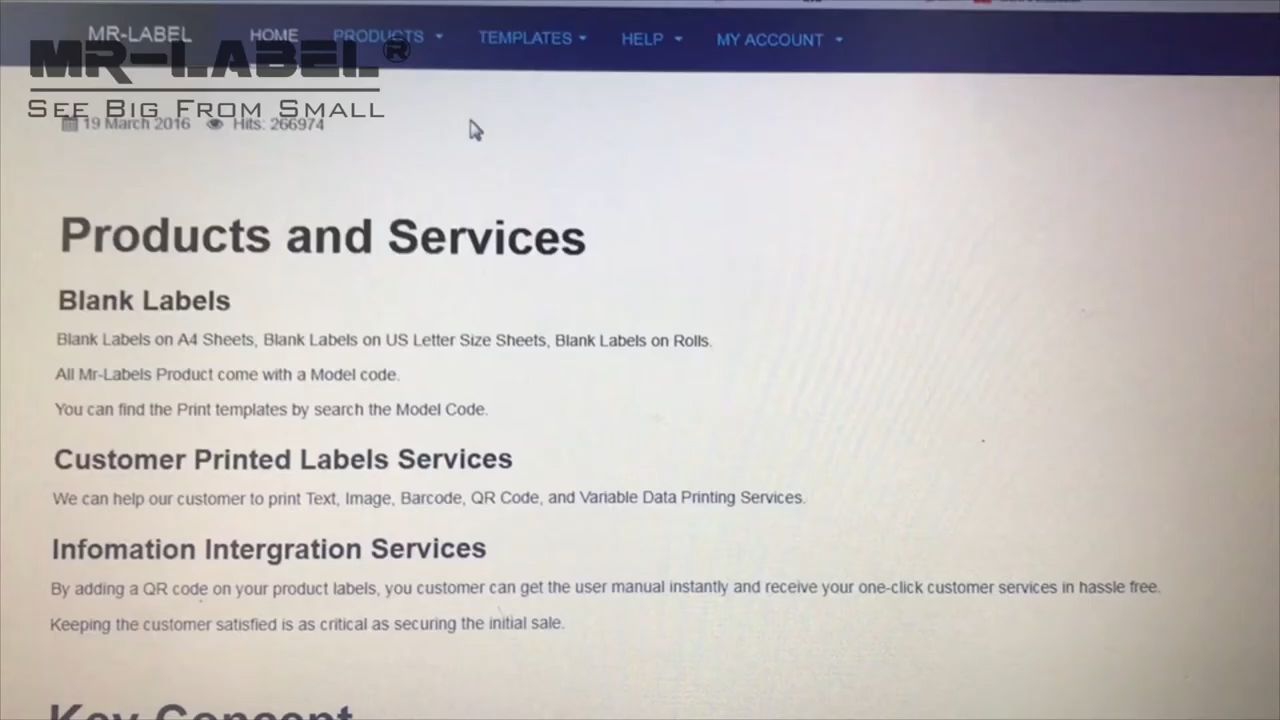 MR-LABEL HOME PRODUCTS TEMPLATES HELP MY ACCOUNT
MR-LABEL®
SEE BIG FROM SMALL
19 March 2016 Hits: 266974
Products and Services
Blank Labels
Blank Labels on A4 Sheets, Blank Labels on US Letter Size Sheets, Blank Labels on Rolls.
All Mr-Labels Product come with a Model code.
You can find the Print templates by search the Model Code.
Customer Printed Labels Services
We can help our customer to print Text, Image, Barcode, QR Code, and Variable Data Printing Services.
Infomation Intergration Services
By adding a QR code on your product labels, you customer can get the user manual instantly and receive your one-click customer services in hassle free.
Keeping the customer satisfied is as critical as securing the initial sale.
Key Concept